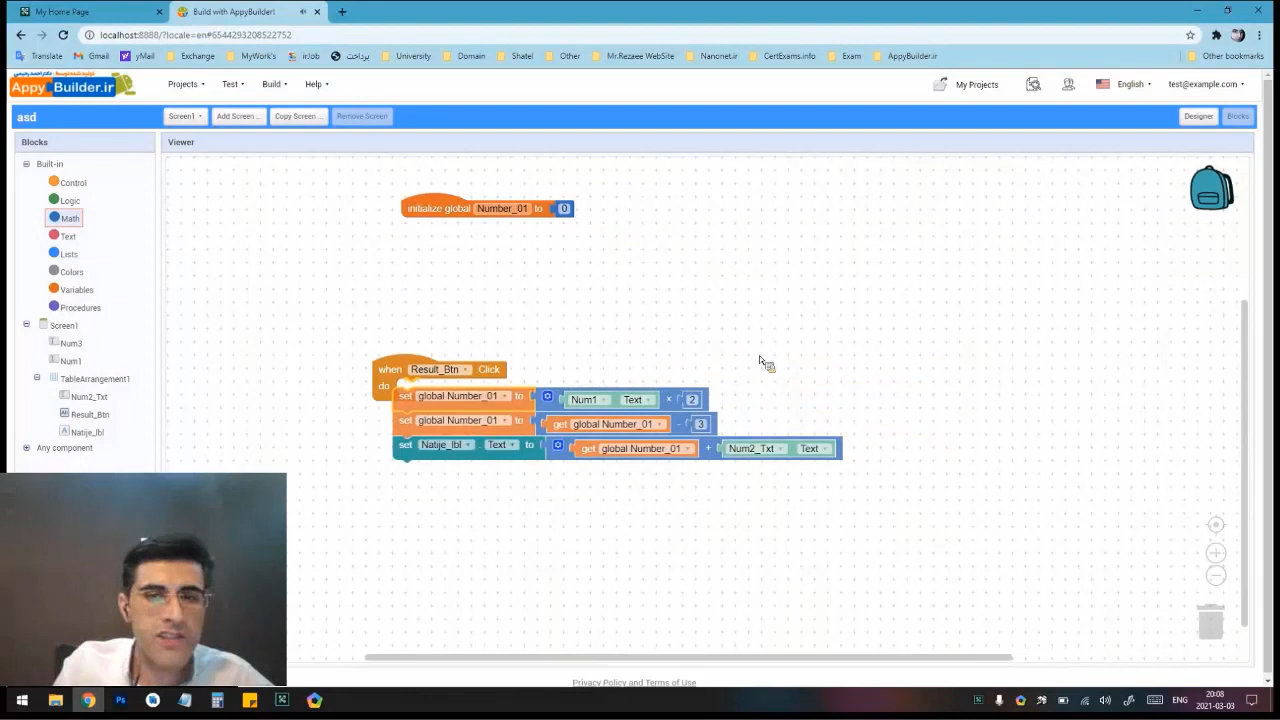 My Home Page
Build with AppyBuilder!
localhost:8888/?locale=en#6544293208522752
Translate
Gmail
yMail
Exchange
MyWork's
irJob
پرداخت
University
Domain
Shatel
Other
Mr.Rezaee WebSite
Nanonet.ir
CertExams.info
Exam
AppyBuilder.ir
Other bookmarks
AppyBuilder.ir
Projects
Test
Build
Help
My Projects
English
test@example.com
asd
Screen1
Add Screen ...
Copy Screen ...
Remove Screen
Designer
Blocks
Blocks
Viewer
Built-in
Control
Logic
Math
Text
Lists
Colors
Variables
Procedures
Screen1
Num3
Num1
TableArrangement1
Num2_Txt
Result_Btn
Natije_lbl
Any component
initialize global Number_01 to 0
when Result_Btn Click
do
set global Number_01 to Num1 . Text × 2
set global Number_01 to get global Number_01 - 3
set Natije_lbl . Text to get global Number_01 + Num2_Txt . Text
Privacy Policy and Terms of Use
ENG
20:08
2021-03-03